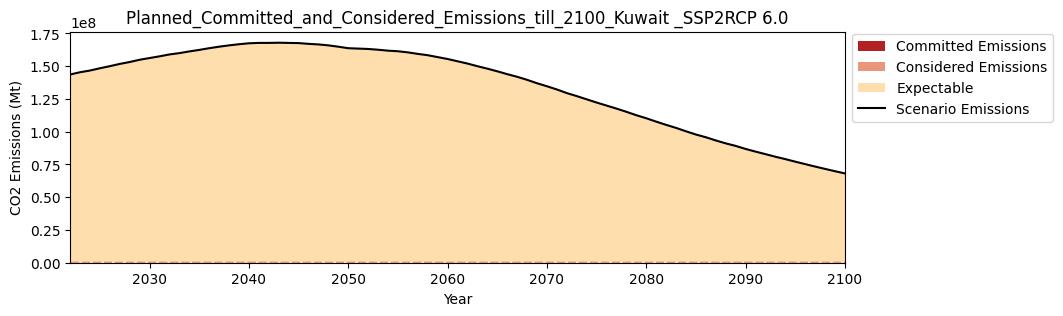 Planned_Committed_and_Considered_Emissions_till_2100_Kuwait _SSP2RCP 6.0
1e8
1.75
1.50
1.25
1.00
0.75
0.50
0.25
0.00
CO2 Emissions (Mt)
2030 2040 2050 2060 2070 2080 2090 2100
Year
Committed Emissions
Considered Emissions
Expectable
Scenario Emissions